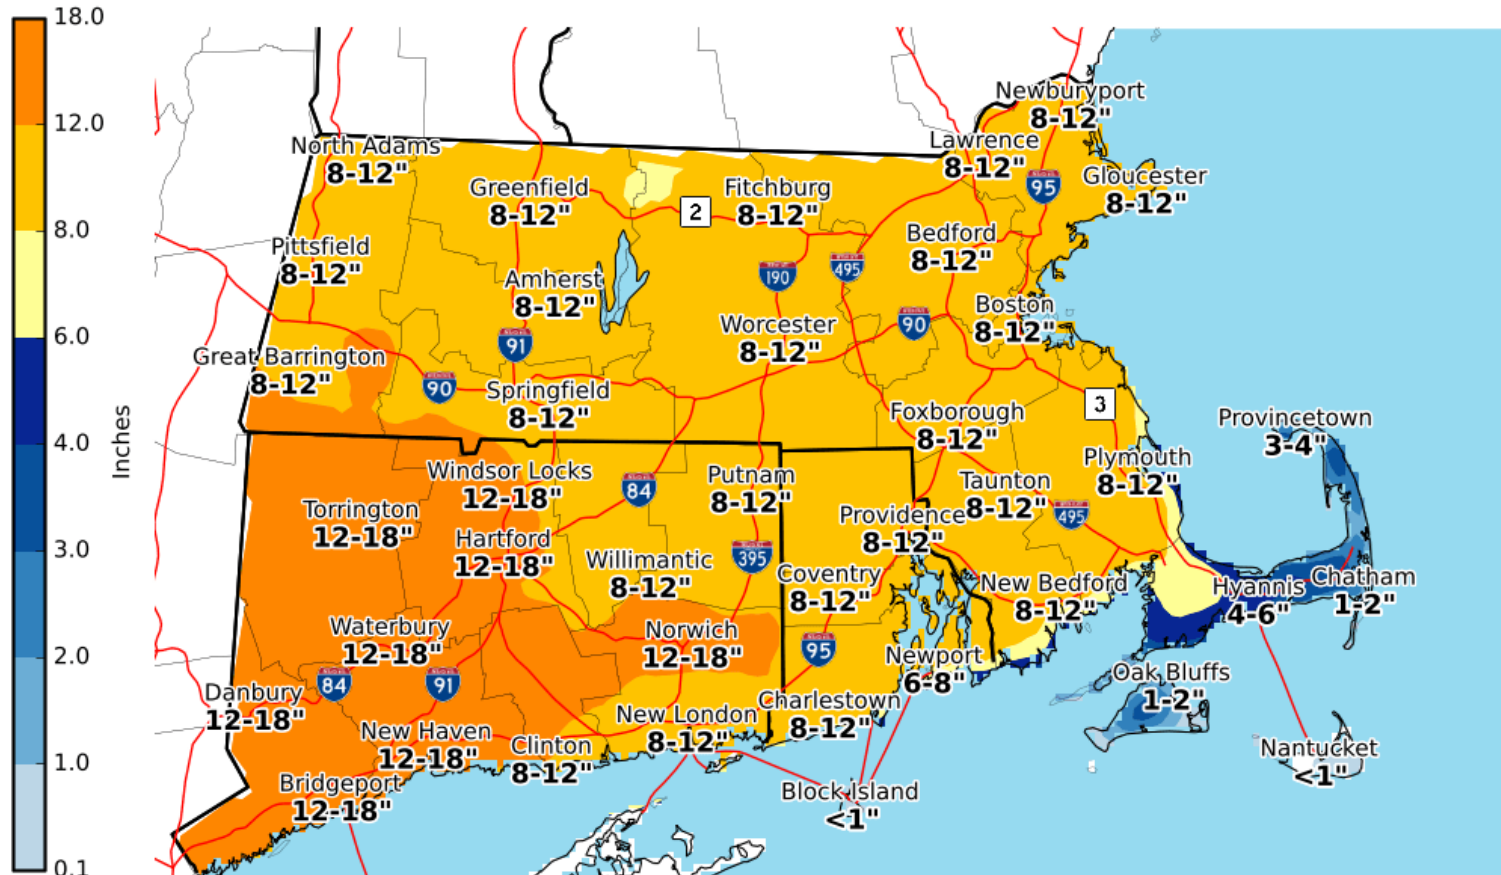 18.0
12.0
8.0
6.0
4.0
3.0
2.0
1.0
0.1
Inches
Newburyport
8-12"
Lawrence
8-12"
North Adams
8-12"
95
Gloucester
8-12"
Greenfield
8-12"
2
Fitchburg
8-12"
Bedford
8-12"
Pittsfield
8-12"
190
495
Amherst
8-12"
Boston
8-12"
90
Worcester
8-12"
91
Great Barrington
8-12"
90
Springfield
8-12"
3
Foxborough
8-12"
Provincetown
3-4"
Plymouth
8-12"
Windsor Locks
12-18"
84
Putnam
8-12"
Taunton
8-12"
495
Torrington
12-18"
Providence
8-12"
Hartford
12-18"
395
Willimantic
8-12"
Coventry
8-12"
New Bedford
8-12"
Hyannis
4-6"
Chatham
1-2"
Waterbury
12-18"
Norwich
12-18"
95
Newport
6-8"
Oak Bluffs
1-2"
84
91
Danbury
12-18"
Charlestown
8-12"
New London
8-12"
New Haven
12-18"
Clinton
8-12"
Nantucket
<1"
Bridgeport
12-18"
Block Island
<1"